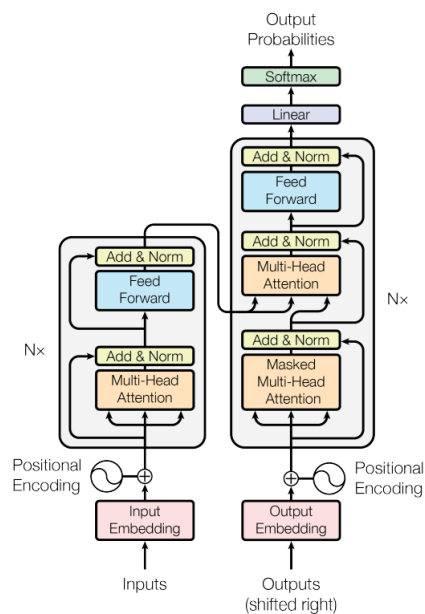 Output
Probabilities
Softmax
Linear
Add & Norm
Feed
Forward
Add & Norm
Multi-Head
Attention
Add & Norm
Masked
Multi-Head
Attention
Nx
Add & Norm
Feed
Forward
Add & Norm
Multi-Head
Attention
Nx
Positional
Encoding
Positional
Encoding
Input
Embedding
Output
Embedding
Inputs
Outputs
(shifted right)